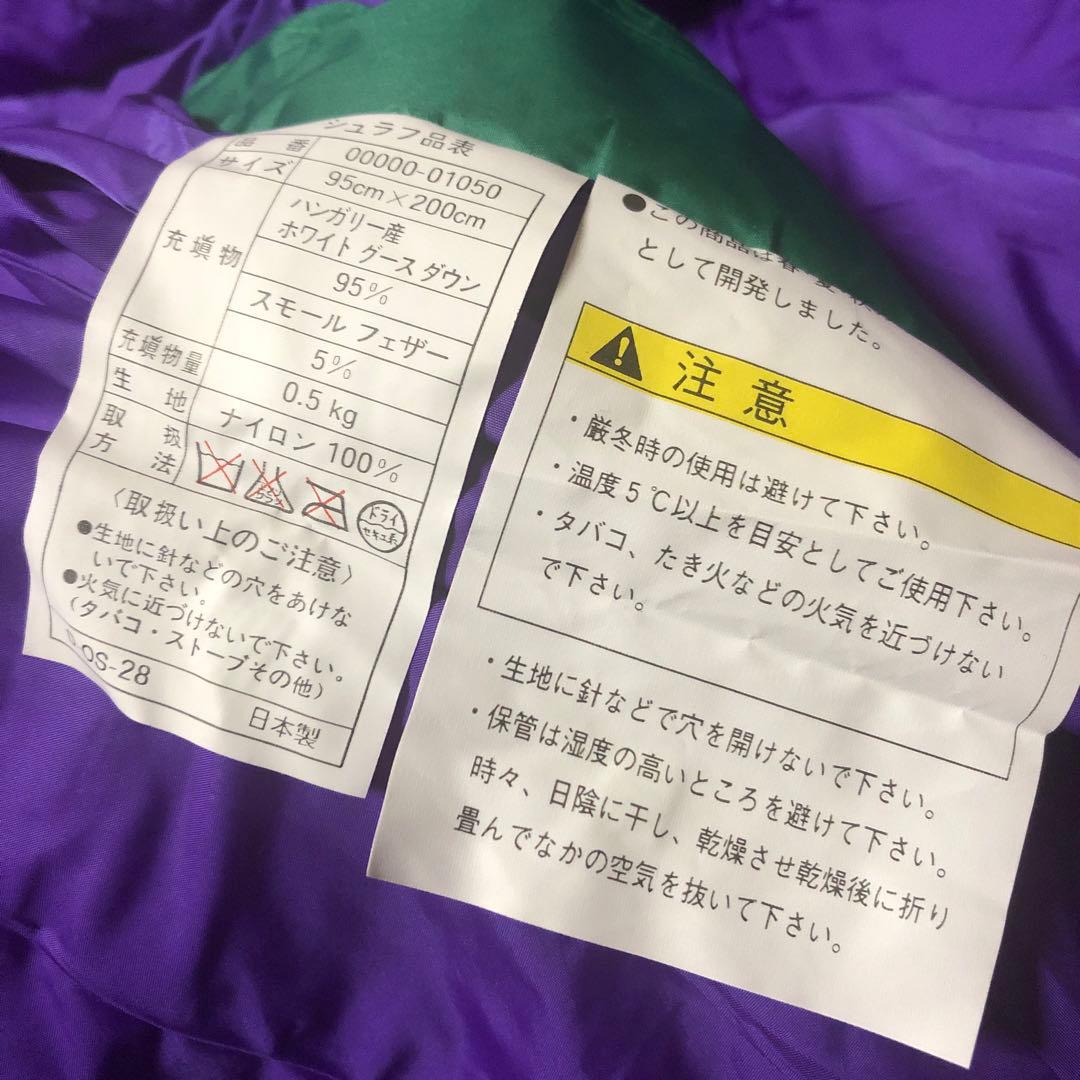 シュラフ品表
品番 00000-01050
サイズ 95cm×200cm
充填物 ハンガリー産
ホワイト グース ダウン
95%
スモール フェザー
5%
充填物量 0.5 kg
生地 ナイロン 100%
取扱
方法
ドライ
セキユ系
〈取扱い上のご注意〉
●生地に針などの穴をあけな
いで下さい。
●火気に近づけないで下さい。
(タバコ・ストーブその他)
OS-28
日本製
●この商品は春
として開発しました。
注意
・厳冬時の使用は避けて下さい。
・温度5℃以上を目安としてご使用下さい。
・タバコ、たき火などの火気を近づけない
で下さい。
・生地に針などで穴を開けないで下さい。
・保管は湿度の高いところを避けて下さい。
時々、日陰に干し、乾燥させ乾燥後に折り
畳んでなかの空気を抜いて下さい。